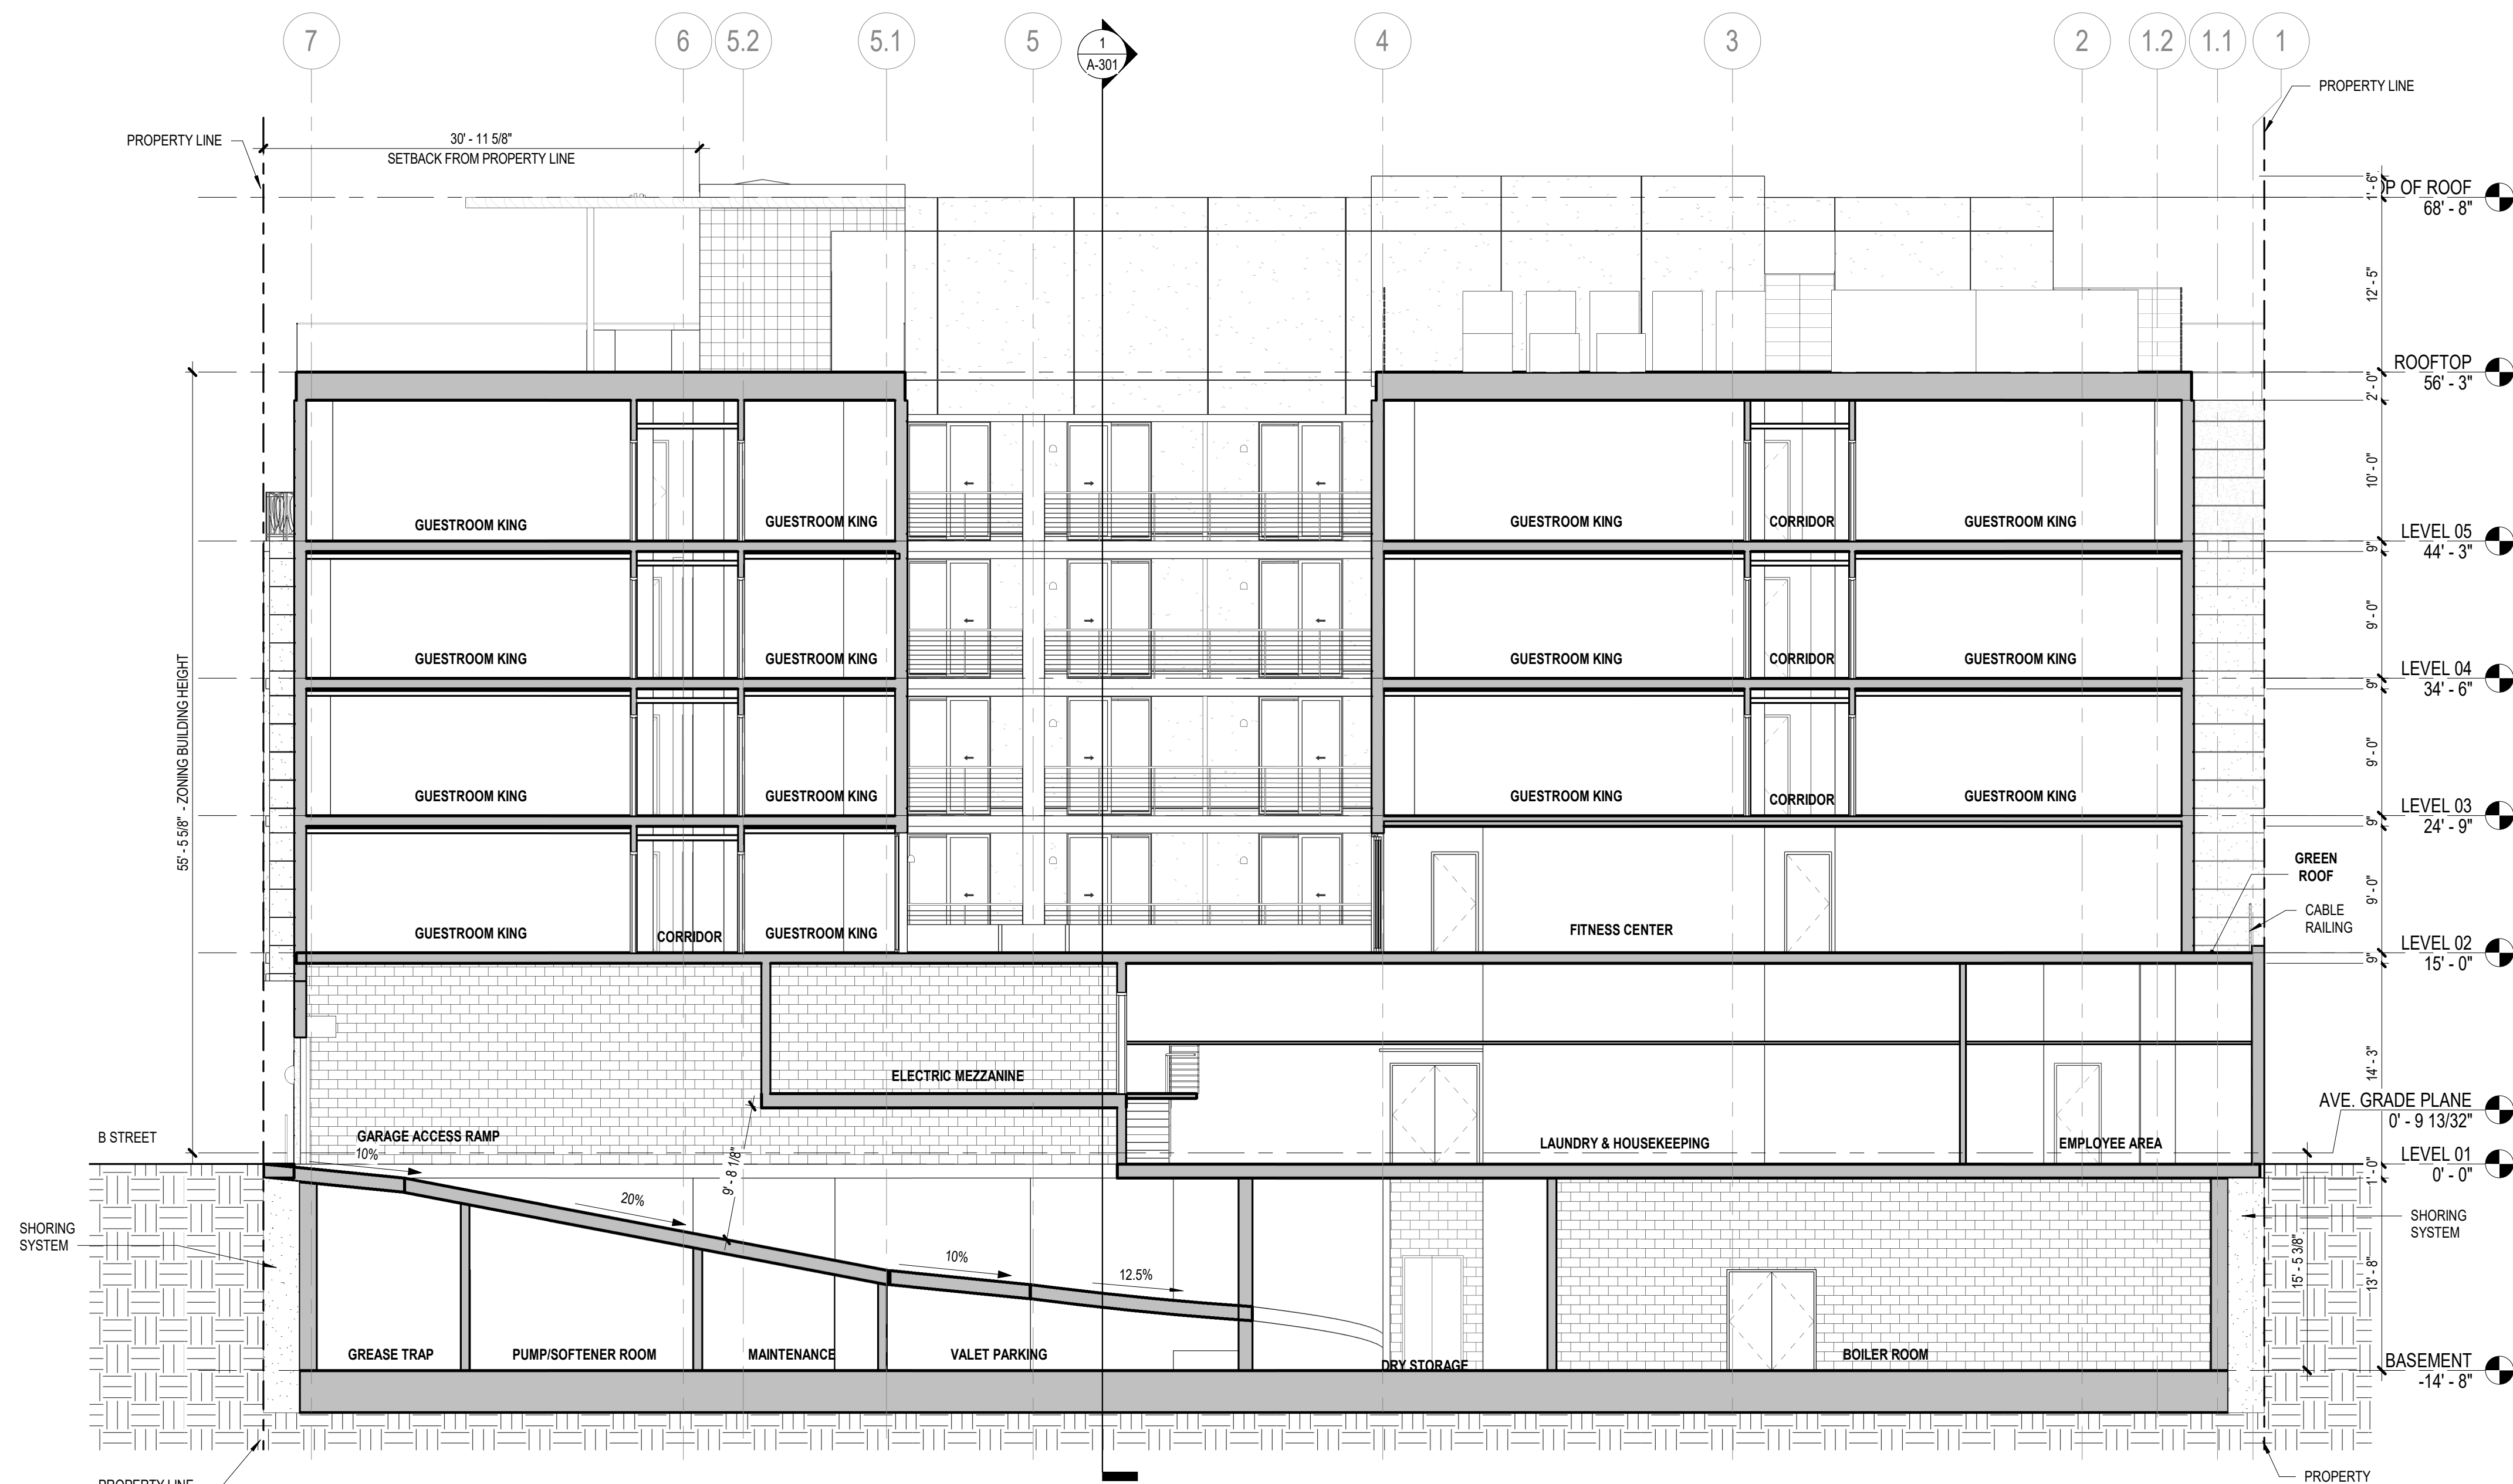 7
6
5.2
5.1
5
1
A-301
4
3
2
1.2
1.1
1
PROPERTY LINE
PROPERTY LINE
30' - 11 5/8"
SETBACK FROM PROPERTY LINE
1' - 6"
OP OF ROOF
68' - 8"
12' - 5"
ROOFTOP
56' - 3"
2' - 0"
10' - 0"
GUESTROOM KING
GUESTROOM KING
GUESTROOM KING
CORRIDOR
GUESTROOM KING
LEVEL 05
44' - 3"
9"
9' - 0"
GUESTROOM KING
GUESTROOM KING
GUESTROOM KING
CORRIDOR
GUESTROOM KING
LEVEL 04
34' - 6"
9"
55' - 5 5/8" - ZONING BUILDING HEIGHT
9' - 0"
GUESTROOM KING
GUESTROOM KING
GUESTROOM KING
CORRIDOR
GUESTROOM KING
LEVEL 03
24' - 9"
9"
GREEN
ROOF
9' - 0"
CABLE
RAILING
GUESTROOM KING
CORRIDOR
GUESTROOM KING
FITNESS CENTER
LEVEL 02
15' - 0"
9"
14' - 3"
ELECTRIC MEZZANINE
AVE. GRADE PLANE
0' - 9 13/32"
B STREET
GARAGE ACCESS RAMP
LAUNDRY & HOUSEKEEPING
EMPLOYEE AREA
10%
LEVEL 01
0' - 0"
1' - 0"
9' - 8 1/8"
20%
SHORING
SYSTEM
SHORING
SYSTEM
10%
12.5%
15' - 5 3/8"
13' - 8"
GREASE TRAP
PUMP/SOFTENER ROOM
MAINTENANCE
VALET PARKING
DRY STORAGE
BOILER ROOM
BASEMENT
-14' - 8"
PROPERTY LINE
PROPERTY